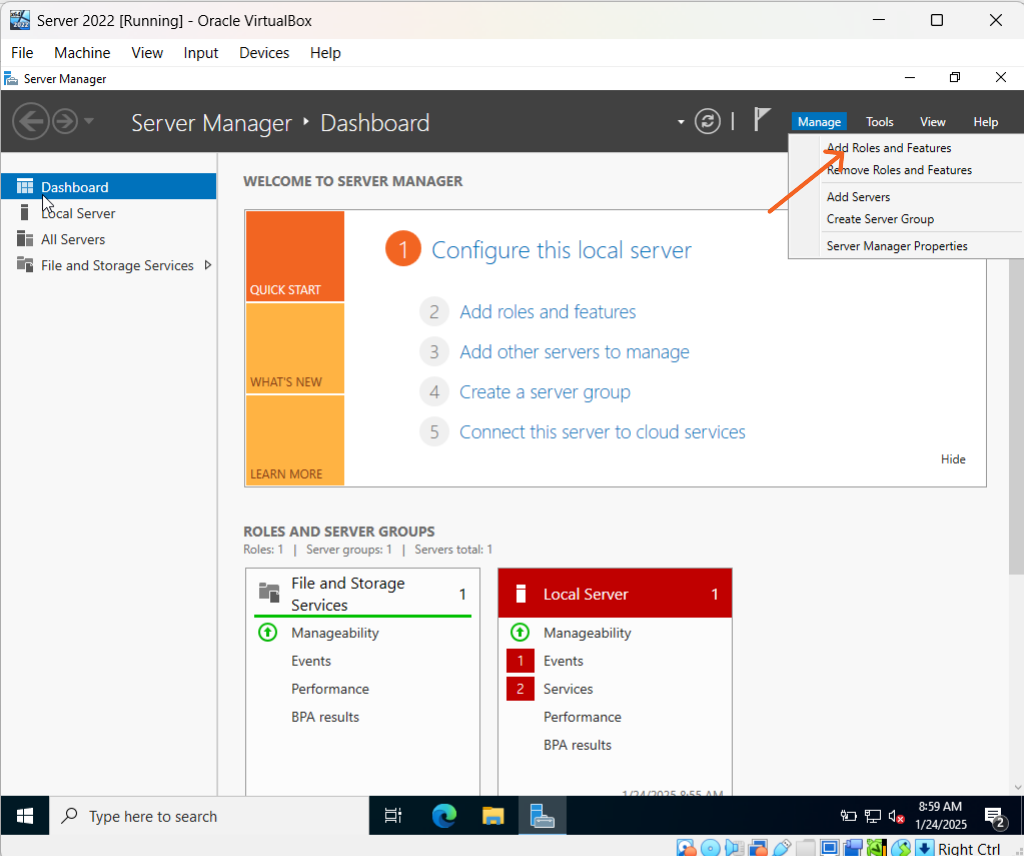 Server 2022 [Running] - Oracle VirtualBox
File Machine View Input Devices Help
Server Manager
Server Manager Dashboard
Manage Tools View Help
Add Roles and Features
Remove Roles and Features
Add Servers
Create Server Group
Server Manager Properties
Dashboard
Local Server
All Servers
File and Storage Services
WELCOME TO SERVER MANAGER
QUICK START
WHAT'S NEW
LEARN MORE
1 Configure this local server
2 Add roles and features
3 Add other servers to manage
4 Create a server group
5 Connect this server to cloud services
Hide
ROLES AND SERVER GROUPS
Roles: 1 | Server groups: 1 | Servers total: 1
File and Storage
Services
1
Manageability
Events
Performance
BPA results
Local Server 1
Manageability
1 Events
2 Services
Performance
BPA results
1/24/2025 8:55 AM
Type here to search
8:59 AM
1/24/2025
2
Right Ctrl